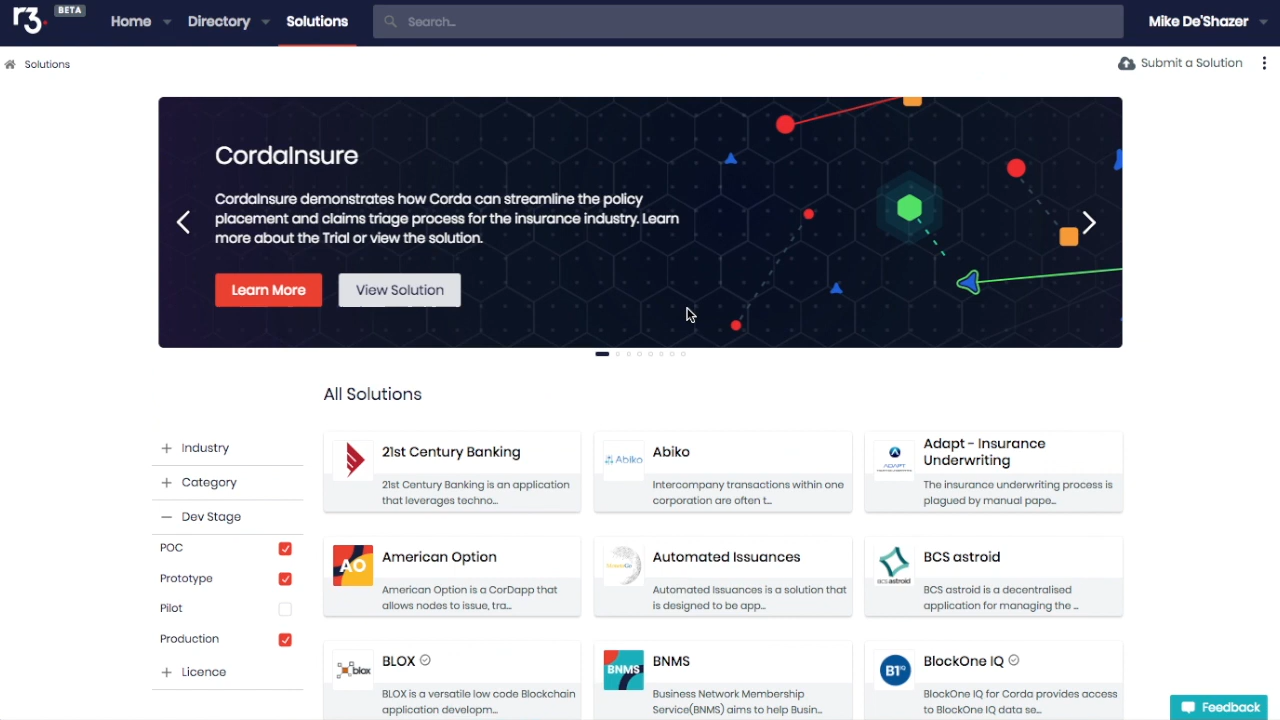 r3.
BETA
Home
Directory
Solutions
Search...
Mike De'Shazer
Solutions
Submit a Solution
CordaInsure
CordaInsure demonstrates how Corda can streamline the policy
placement and claims triage process for the insurance industry. Learn
more about the Trial or view the solution.
Learn More
View Solution
All Solutions
Industry
Category
Dev Stage
POC
Prototype
Pilot
Production
Licence
21st Century Banking
21st Century Banking is an application
that leverages techno...
Abiko
Abiko
Intercompany transactions within one
corporation are often t...
ADAPT
Adapt - Insurance
Underwriting
The insurance underwriting process is
plagued by manual pape...
AO
American Option
American Option is a CorDapp that
allows nodes to issue, tra...
Automated Issuances
Automated Issuances is a solution that
is designed to be app...
BCS astroid
BCS astroid
BCS astroid is a decentralised
application for managing the ...
blox
BLOX
BLOX is a versatile low code Blockchain
application developm...
BNMS
BNMS
Business Network Membership
Service(BNMS) aims to help Busin...
B1
BlockOne IQ
BlockOne IQ for Corda provides access
to BlockOne IQ data se...
Feedback